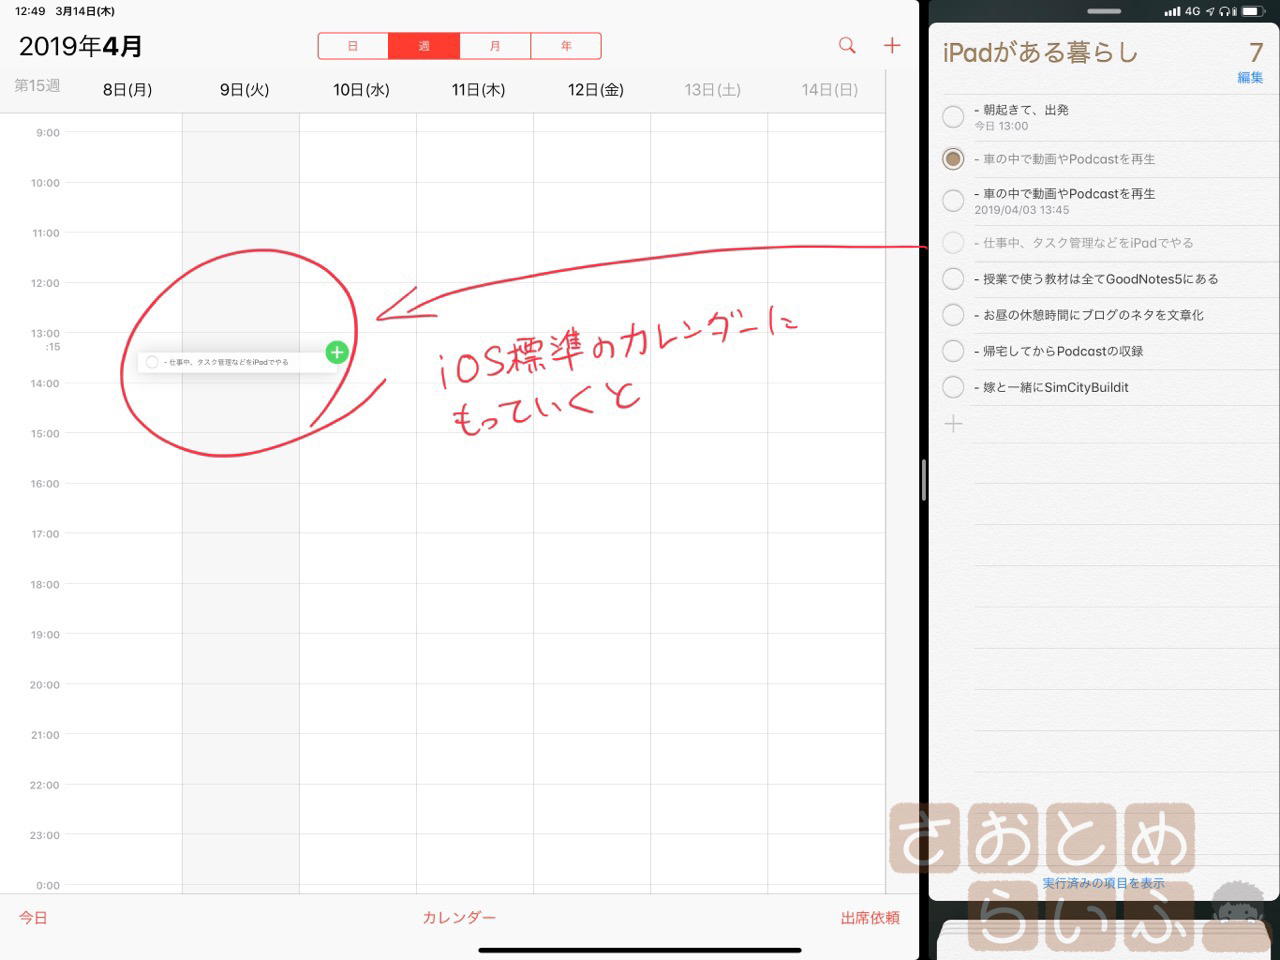 12:49 3月14日(木)
2019年4月
日 週 月 年
第15週 8日(月) 9日(火) 10日(水) 11日(木) 12日(金) 13日(土) 14日(日)
9:00
10:00
11:00
12:00
13:00
:15
- 仕事中、タスク管理などをiPadでやる
14:00
15:00
16:00
17:00
18:00
19:00
20:00
21:00
22:00
23:00
0:00
iOS標準のカレンダーに
もっていくと
今日 カレンダー 出席依頼
4G
iPadがある暮らし 7
編集
- 朝起きて、出発
今日 13:00
- 車の中で動画やPodcastを再生
- 車の中で動画やPodcastを再生
2019/04/03 13:45
- 仕事中、タスク管理などをiPadでやる
- 授業で使う教材は全てGoodNotes5にある
- お昼の休憩時間にブログのネタを文章化
- 帰宅してからPodcastの収録
- 嫁と一緒にSimCityBuildit
実行済みの項目を表示
さおとめ
らいふ